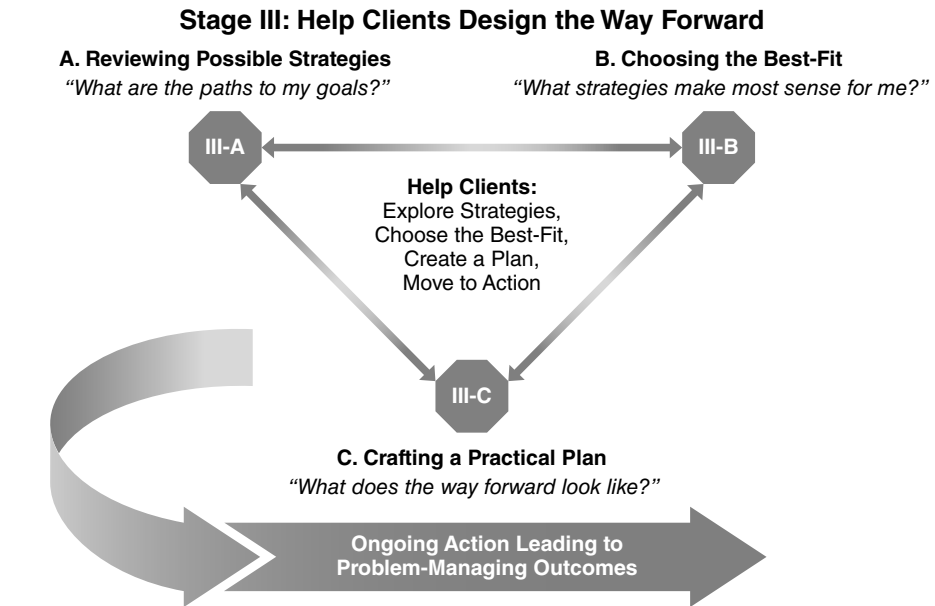 Stage III: Help Clients Design the Way Forward
A. Reviewing Possible Strategies
“What are the paths to my goals?”
B. Choosing the Best-Fit
“What strategies make most sense for me?”
III-A
III-B
Help Clients:
Explore Strategies,
Choose the Best-Fit,
Create a Plan,
Move to Action
III-C
C. Crafting a Practical Plan
“What does the way forward look like?”
Ongoing Action Leading to
Problem-Managing Outcomes